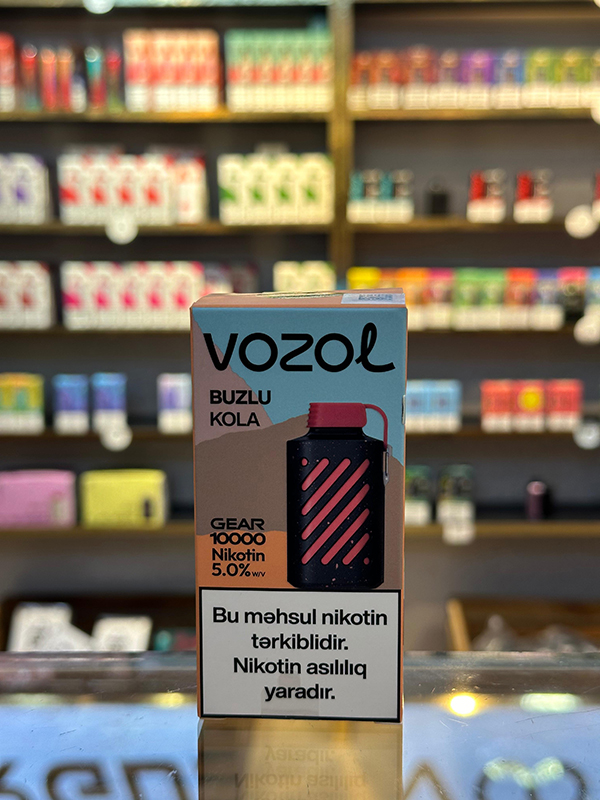 VOZOL
BUZLU
KOLA
GEAR
10000
Nikotin
5.0% w/v
Bu məhsul nikotin
tərkiblidir.
Nikotin asılılıq
yaradır.